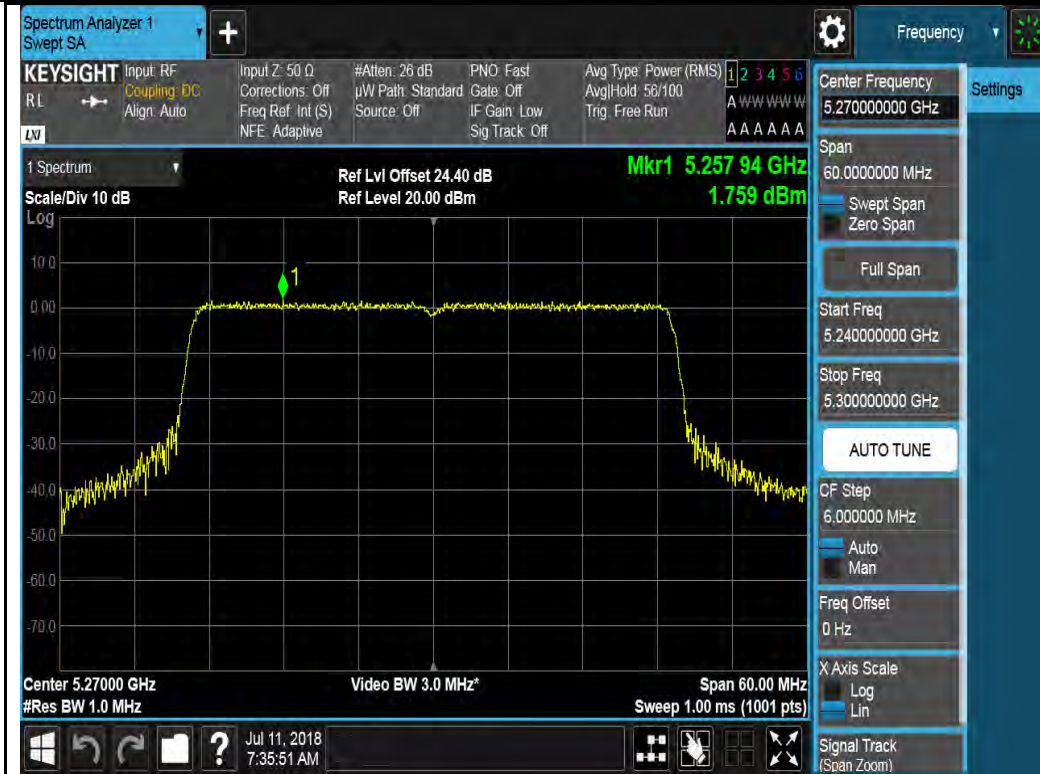 Spectrum Analyzer 1
Swept SA
+
Frequency
KEYSIGHT
RL
LXI
Input: RF
Coupling: DC
Align: Auto
Input Z: 50 Ω
Corrections: Off
Freq Ref: Int (S)
NFE: Adaptive
#Atten: 26 dB
µW Path: Standard
Source: Off
PNO: Fast
Gate: Off
IF Gain: Low
Sig Track: Off
Avg Type: Power (RMS)
Avg|Hold: 56/100
Trig: Free Run
1 2 3 4 5 6
A W W W W W
A A A A A A
1 Spectrum
Scale/Div 10 dB
Ref Lvl Offset 24.40 dB
Ref Level 20.00 dBm
Mkr1 5.257 94 GHz
1.759 dBm
Log
10.0
0.00
-10.0
-20.0
-30.0
-40.0
-50.0
-60.0
-70.0
1
Center 5.27000 GHz
#Res BW 1.0 MHz
Video BW 3.0 MHz*
Span 60.00 MHz
Sweep 1.00 ms (1001 pts)
?
Jul 11, 2018
7:35:51 AM
Center Frequency
5.270000000 GHz
Settings
Span
60.0000000 MHz
Swept Span
Zero Span
Full Span
Start Freq
5.240000000 GHz
Stop Freq
5.300000000 GHz
AUTO TUNE
CF Step
6.000000 MHz
Auto
Man
Freq Offset
0 Hz
X Axis Scale
Log
Lin
Signal Track
(Span Zoom)